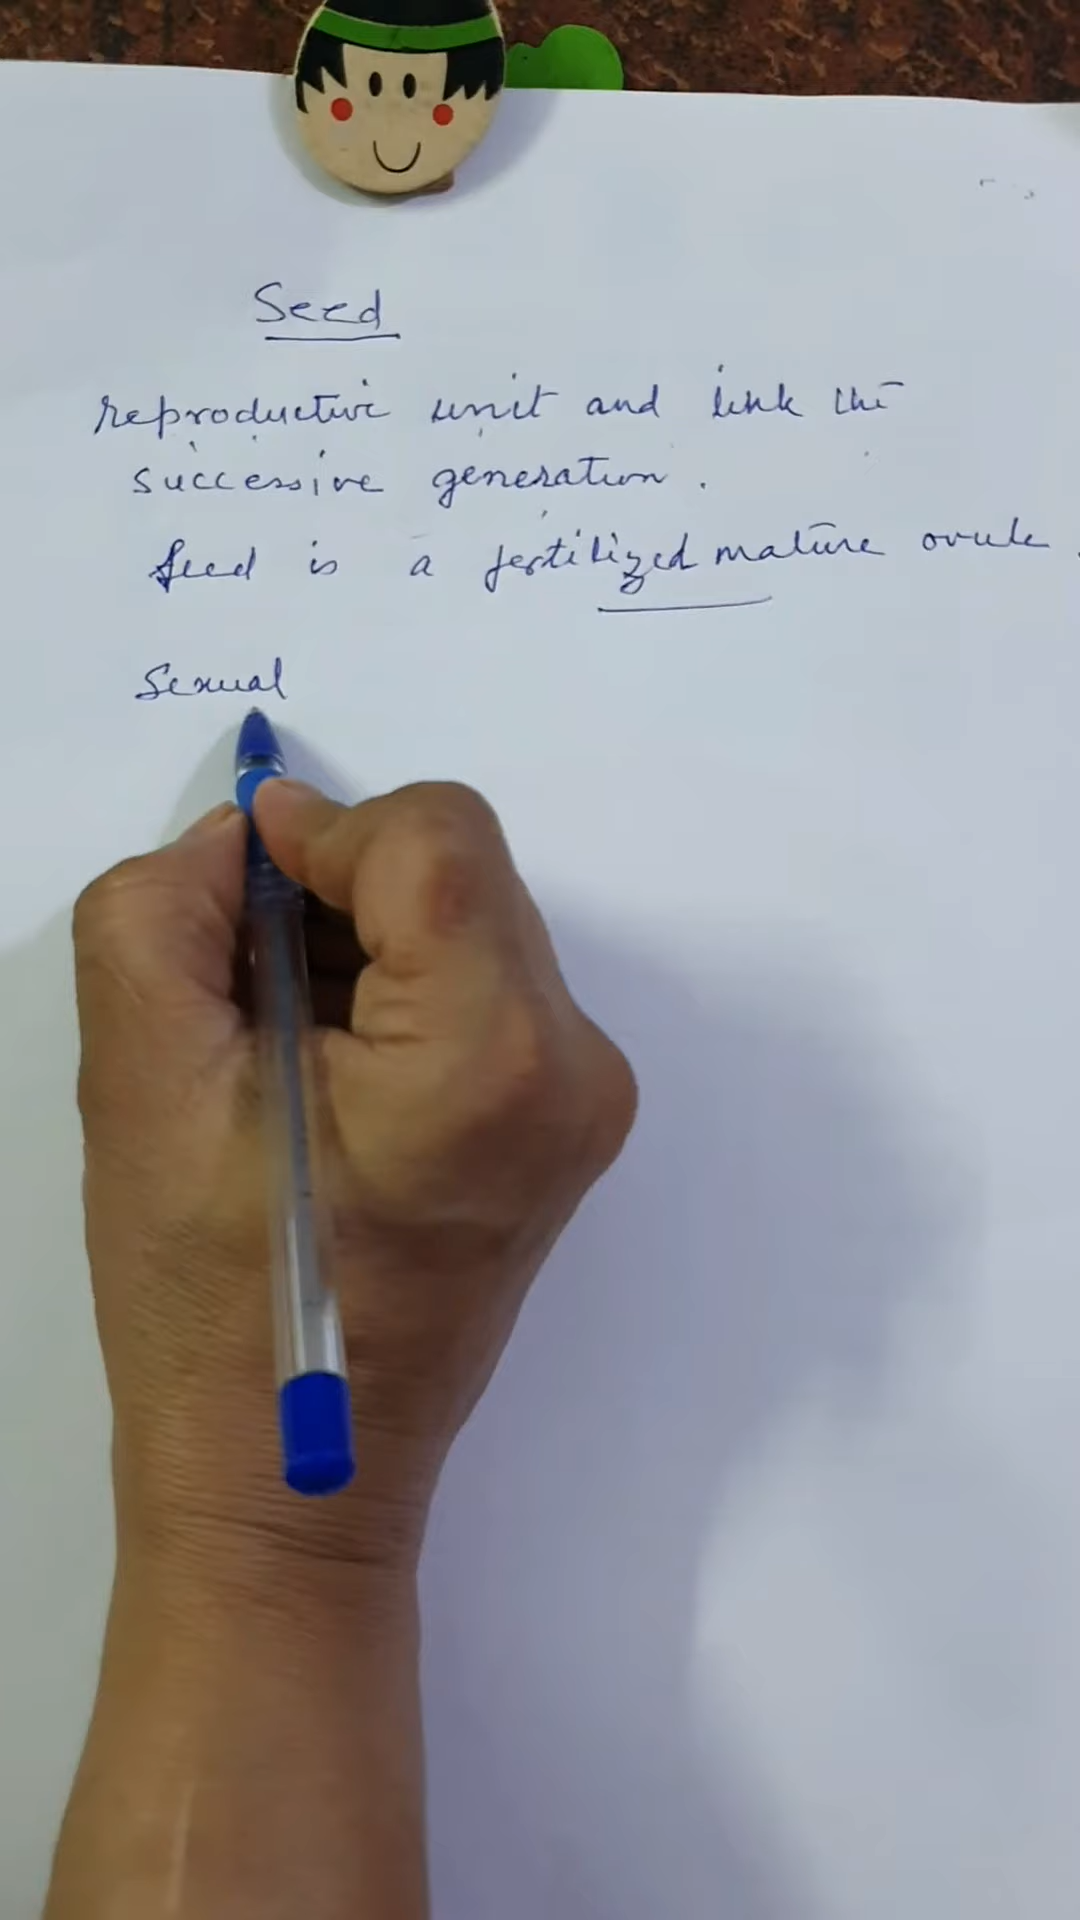 Seed
reproductive unit and link the
successive generation.
Seed is a fertilized mature ovule.
Sexual